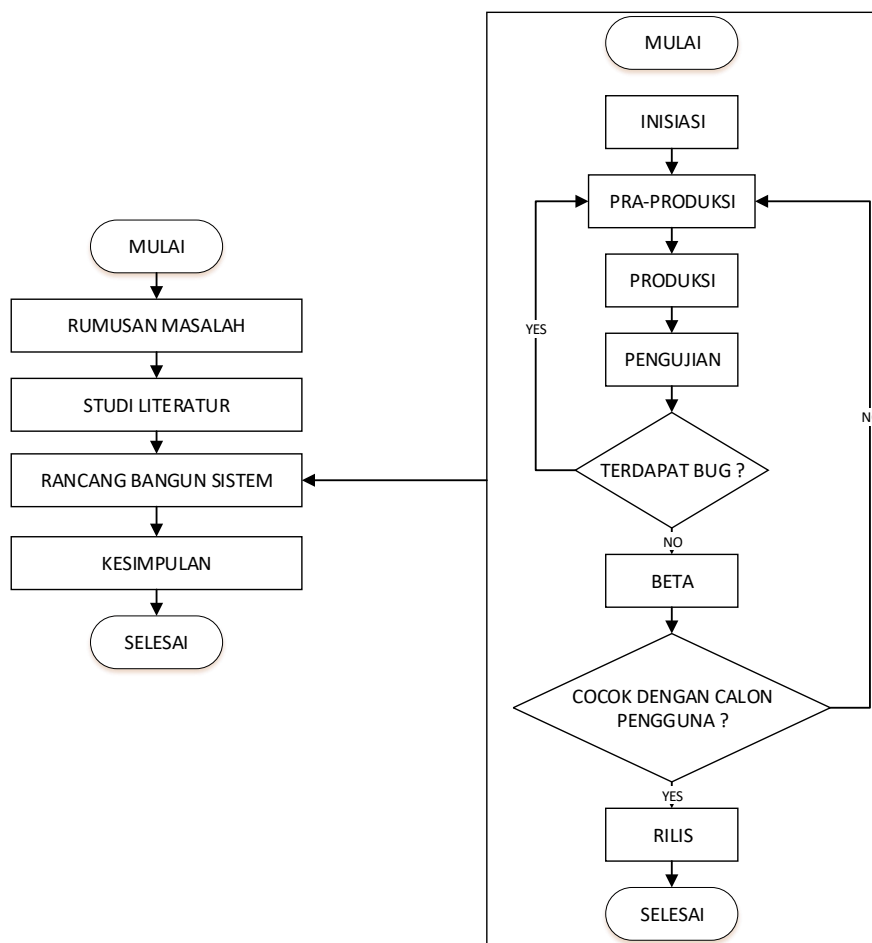 MULAI
RUMUSAN MASALAH
STUDI LITERATUR
RANCANG BANGUN SISTEM
KESIMPULAN
SELESAI
MULAI
INISIASI
PRA-PRODUKSI
PRODUKSI
YES
PENGUJIAN
TERDAPAT BUG ?
NO
BETA
COCOK DENGAN CALON
PENGGUNA ?
YES
RILIS
SELESAI